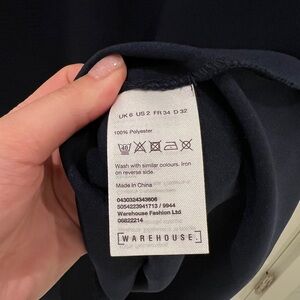 UK 6 US 2 FR 34 D 32
100% Polyester
Wash with similar colours. Iron
on reverse side.
Made In China
0430324343606
5054223941713 / 9944
Warehouse Fashion Ltd
06822214
WAREHOUSE